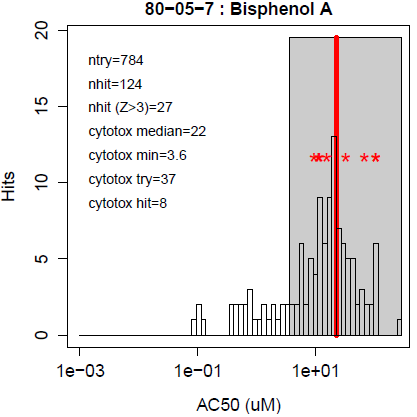 80−05−7 : Bisphenol A
ntry=784
nhit=124
nhit (Z>3)=27
cytotox median=22
cytotox min=3.6
cytotox try=37
cytotox hit=8
* * * * * * *
Hits
20
15
10
5
0
1e−03 1e−01 1e+01
AC50 (uM)